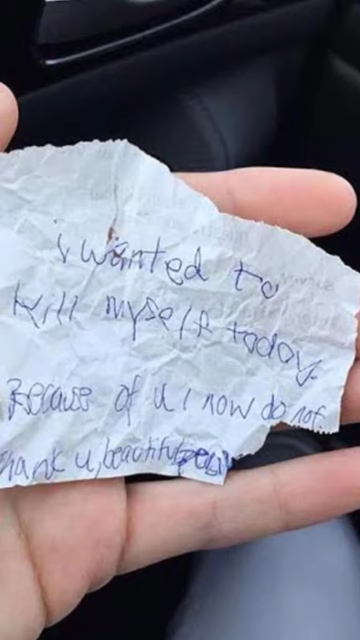 i wanted to
kill myself today.
Because of u i now do not.
thank u, beautiful